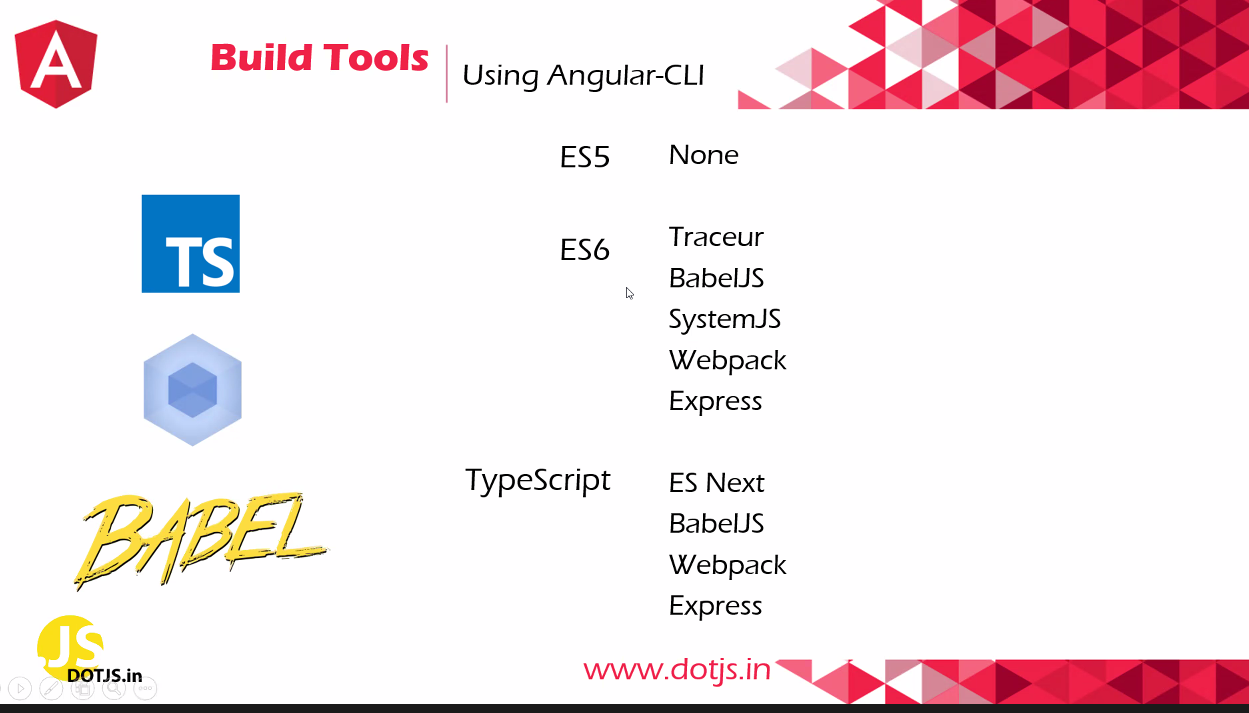 A
Build Tools
Using Angular-CLI
ES5
None
TS
ES6
Traceur
BabelJS
SystemJS
Webpack
Express
TypeScript
ES Next
BabelJS
Webpack
Express
BABEL
JS
DOTJS.in
www.dotjs.in